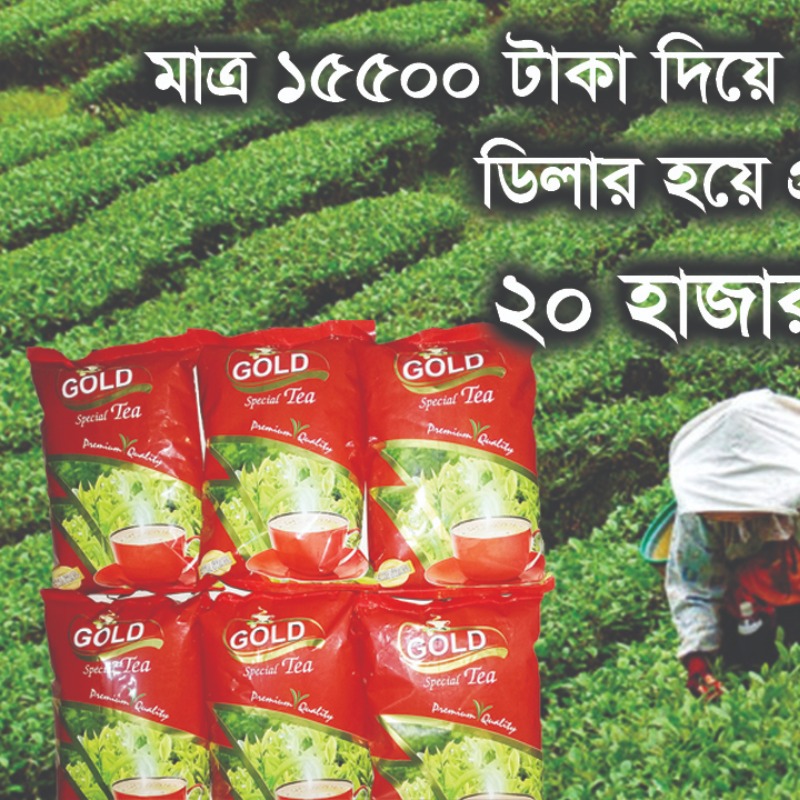 মাত্র ১৫৫০০ টাকা দিয়ে
ডিলার হয়ে
২০ হাজার
GOLD
Special Tea
Premium Quality
GOLD
Special Tea
Premium Quality
GOLD
Special Tea
Premium Quality
GOLD
Special Tea
Premium Quality
GOLD
Special Tea
Premium Quality
GOLD
Special Tea
Premium Quality